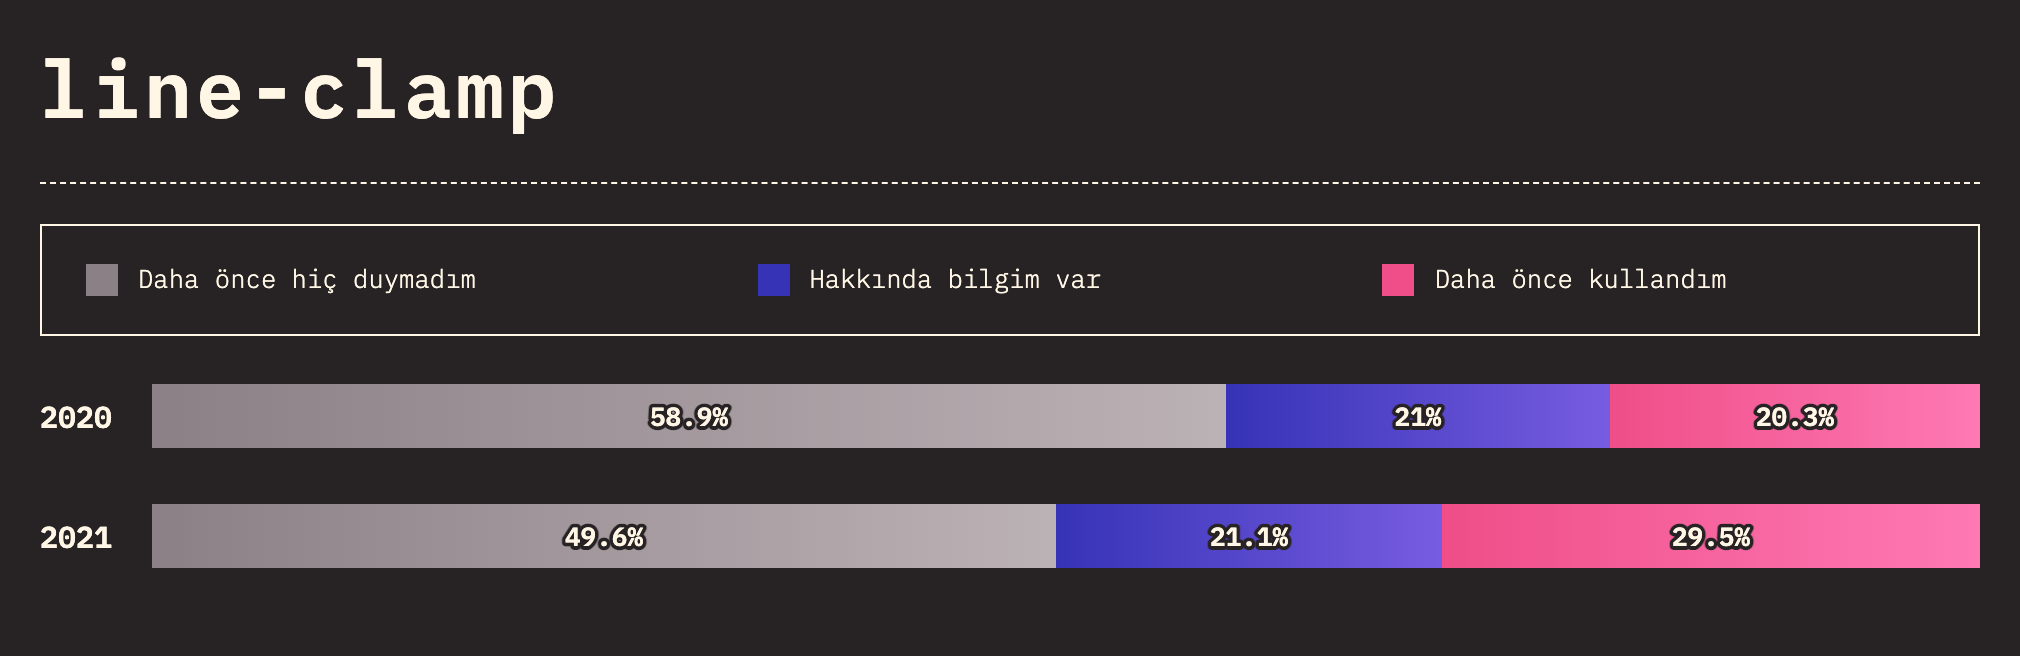 line-clamp
Daha önce hiç duymadım Hakkında bilgim var Daha önce kullandım
2020 58.9% 21% 20.3%
2021 49.6% 21.1% 29.5%